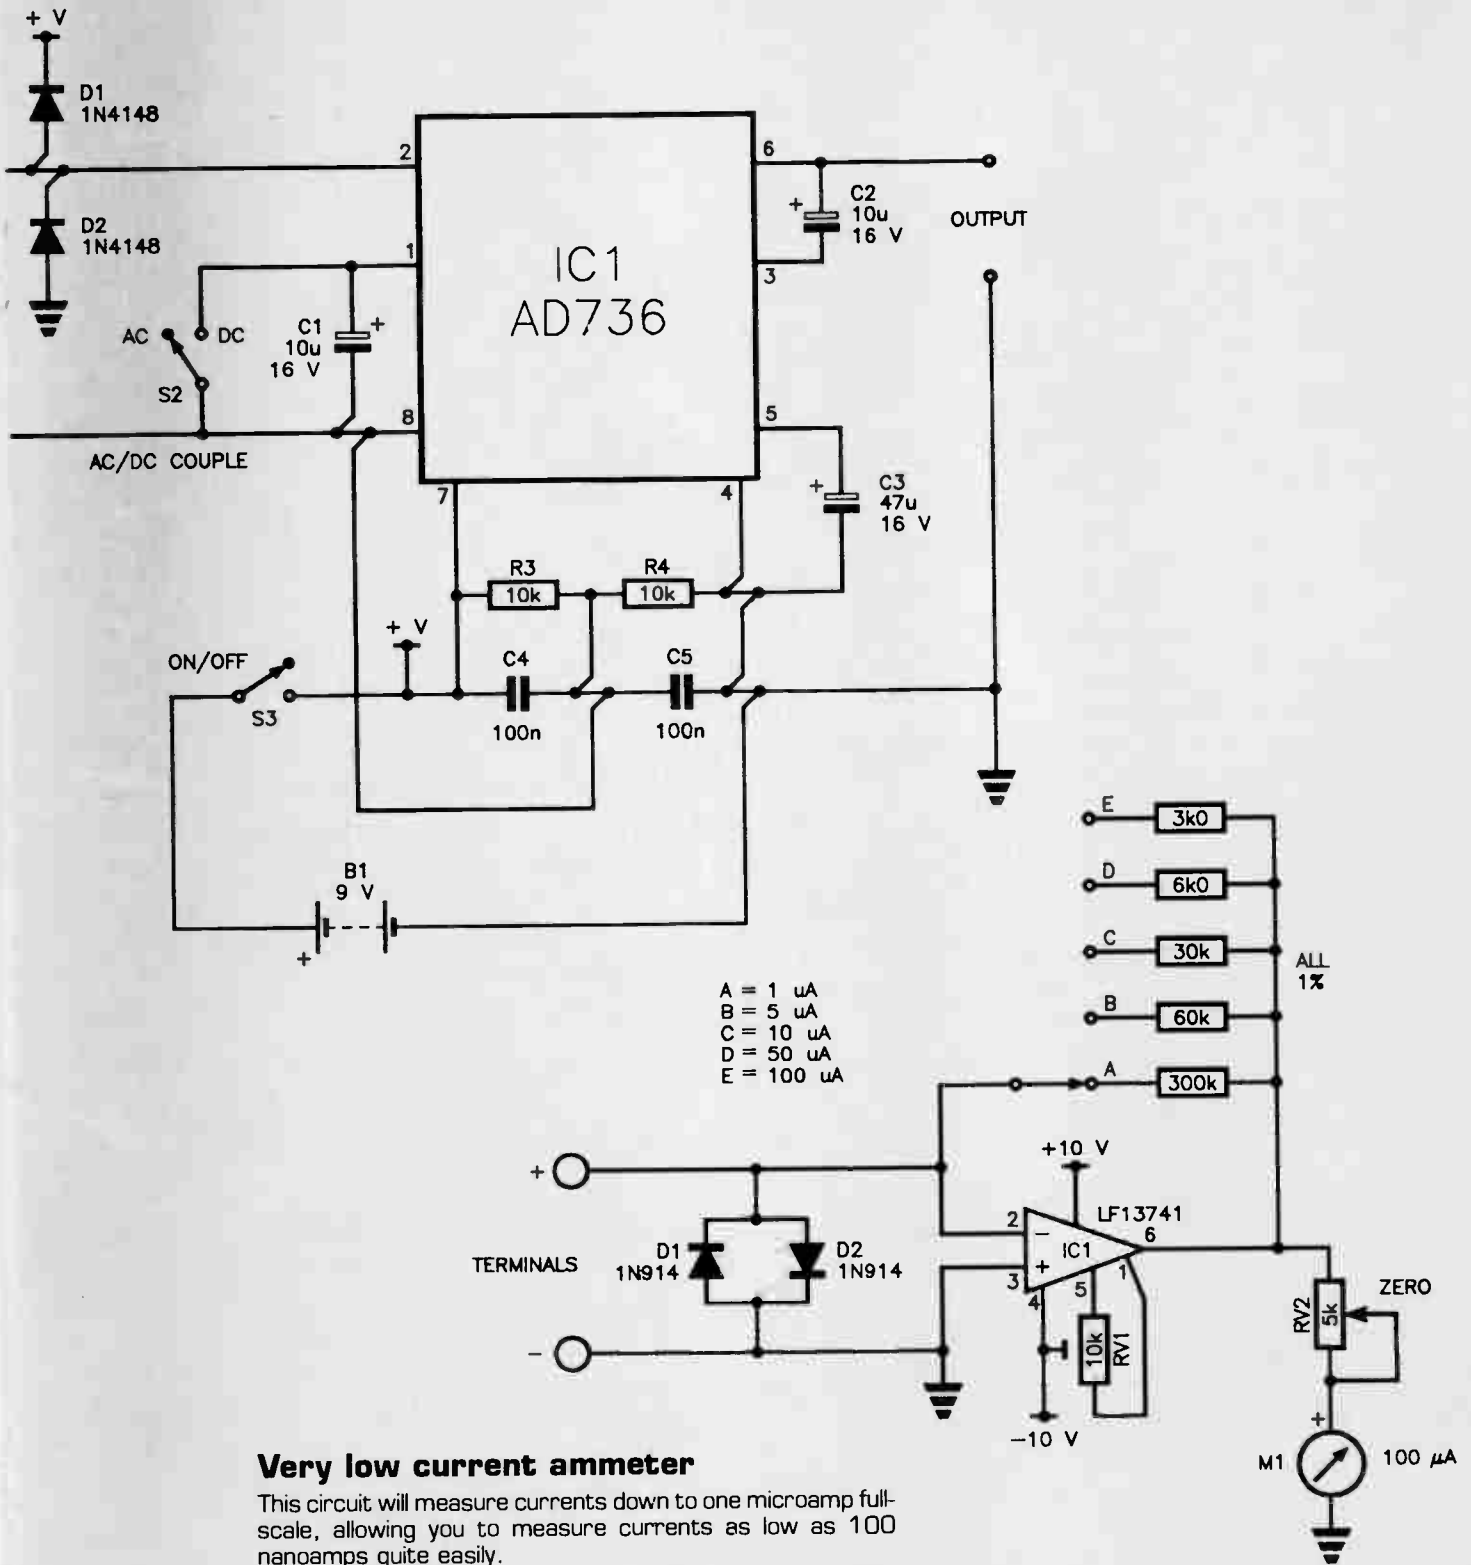 + V
D1
1N4148
2
6
C2
+
10u
16 V
OUTPUT
D2
1N4148
1
3
IC1
AD736
AC
DC
C1
+
10u
16 V
S2
8
5
AC/DC COUPLE
7
4
C3
+
47u
16 V
R3
10k
R4
10k
+ V
ON/OFF
S3
C4
100n
C5
100n
B1
9 V
+
E
3k0
D
6k0
C
30k
ALL
1%
B
60k
A
300k
A = 1 uA
B = 5 uA
C = 10 uA
D = 50 uA
E = 100 uA
+10 V
+
LF13741
2
−
6
TERMINALS
D1
1N914
D2
1N914
IC1
3
+
1
4
5
ZERO
RV2
5k
10k
RV1
−
−10 V
+
M1
100 µA
Very low current ammeter
This circuit will measure currents down to one microamp full-
scale, allowing you to measure currents as low as 100
nanoamps quite easily.